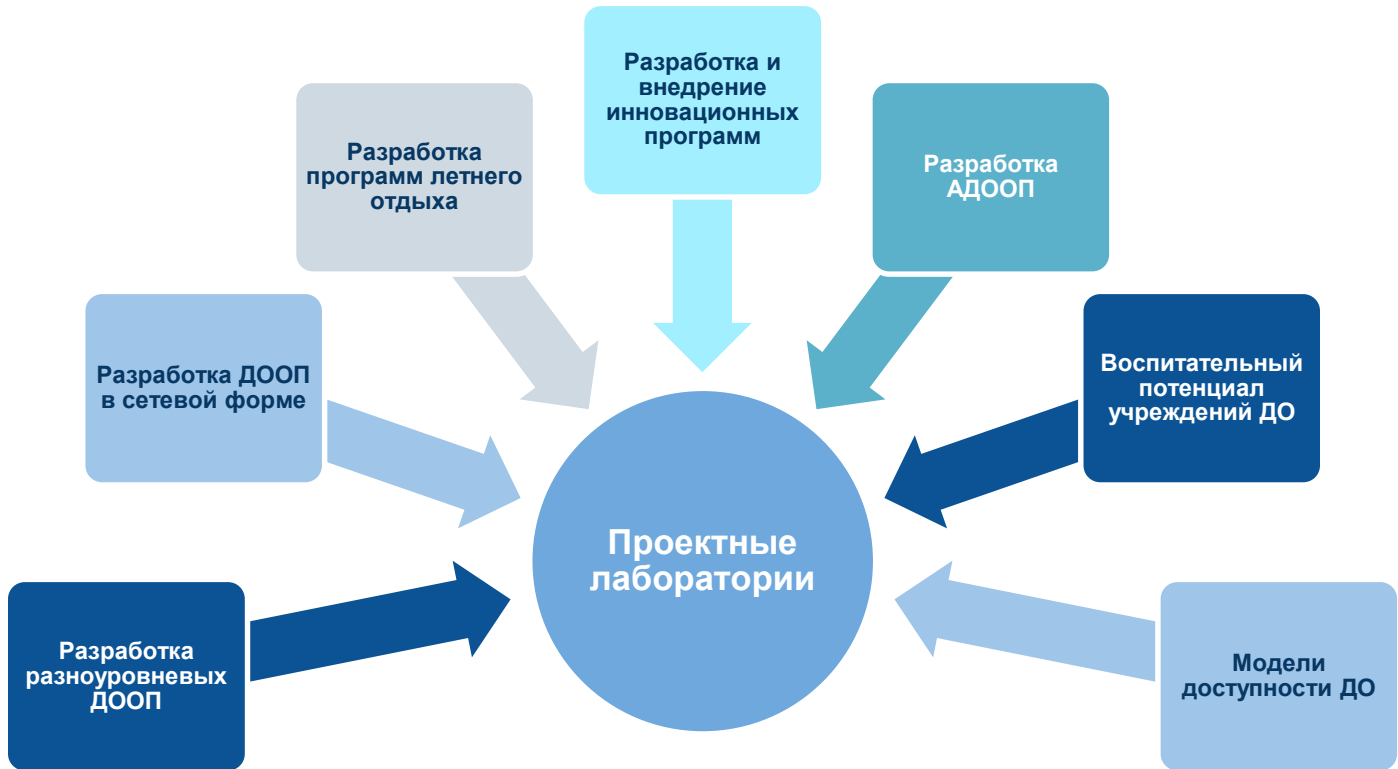 Разработка и
внедрение
инновационных
программ
Разработка
программ летнего
отдыха
Разработка
АДООП
Разработка ДООП
в сетевой форме
Воспитательный
потенциал
учреждений ДО
Проектные
лаборатории
Разработка
разноуровневых
ДООП
Модели
доступности ДО